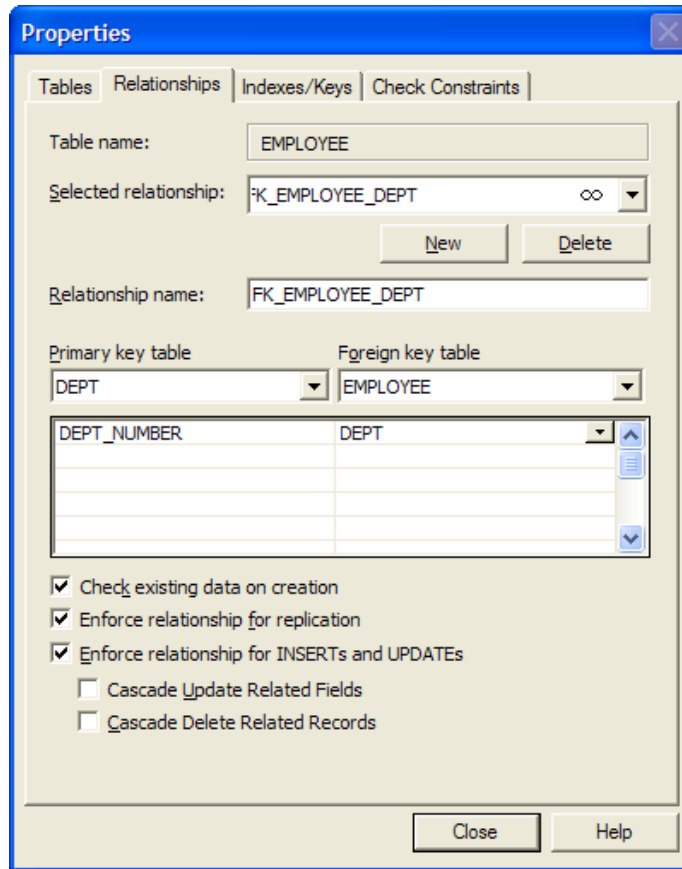 Properties
Tables Relationships Indexes/Keys Check Constraints
Table name: EMPLOYEE
Selected relationship: FK_EMPLOYEE_DEPT ∞
New Delete
Relationship name: FK_EMPLOYEE_DEPT
Primary key table Foreign key table
DEPT EMPLOYEE
DEPT_NUMBER DEPT
Check existing data on creation
Enforce relationship for replication
Enforce relationship for INSERTs and UPDATEs
Cascade Update Related Fields
Cascade Delete Related Records
Close Help